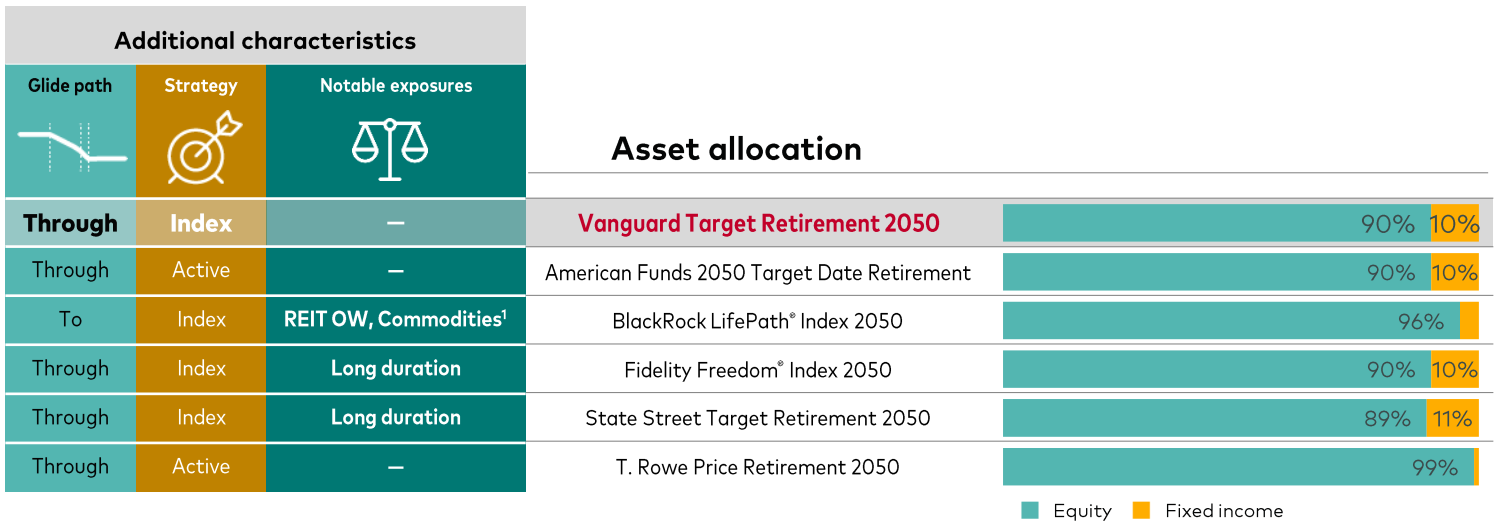 Additional characteristics
Glide path Strategy Notable exposures
Asset allocation
Through Index — Vanguard Target Retirement 2050 90% 10%
Through Active — American Funds 2050 Target Date Retirement 90% 10%
To Index REIT OW, Commodities¹ BlackRock LifePath® Index 2050 96%
Through Index Long duration Fidelity Freedom® Index 2050 90% 10%
Through Index Long duration State Street Target Retirement 2050 89% 11%
Through Active — T. Rowe Price Retirement 2050 99%
Equity Fixed income